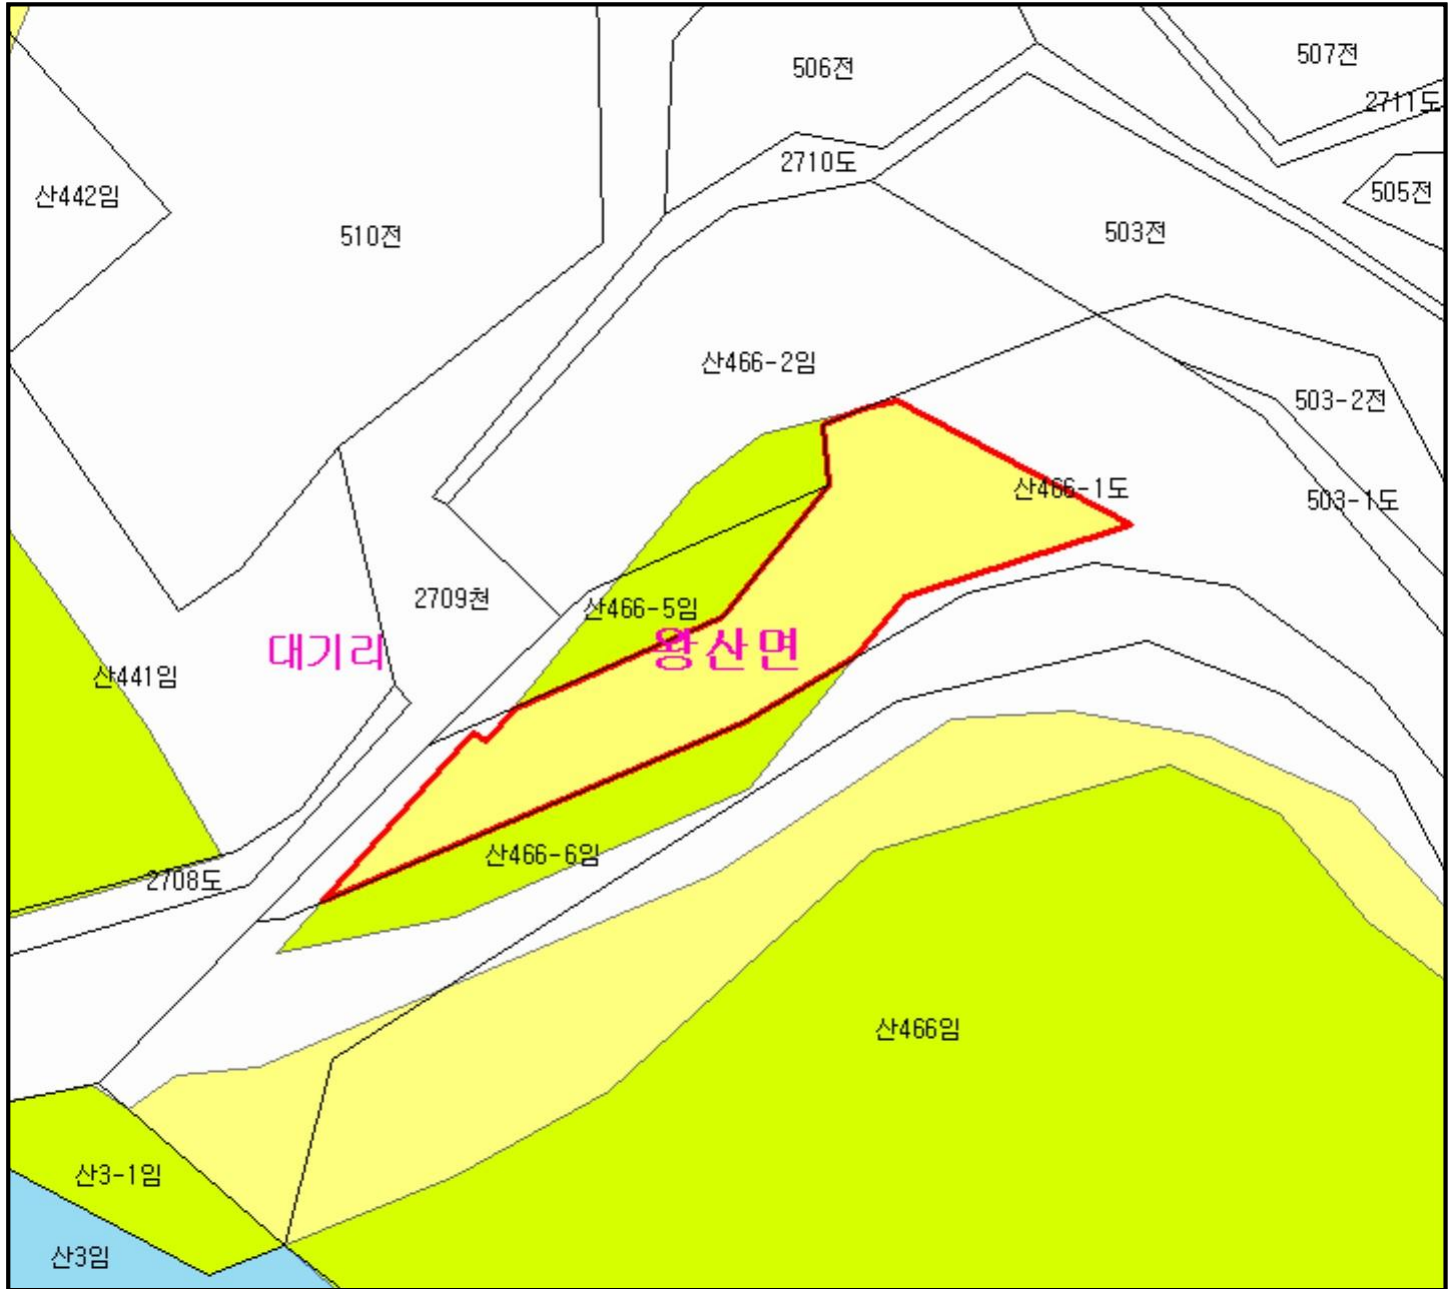 507전
506전
2711도
2710도
505전
산442임
503전
510전
산466-2임
503-2전
산466-1도
503-1도
2709천
산466-5임
대기리
왕산면
산441임
산466-6임
2708도
산466임
산3-1임
산3임